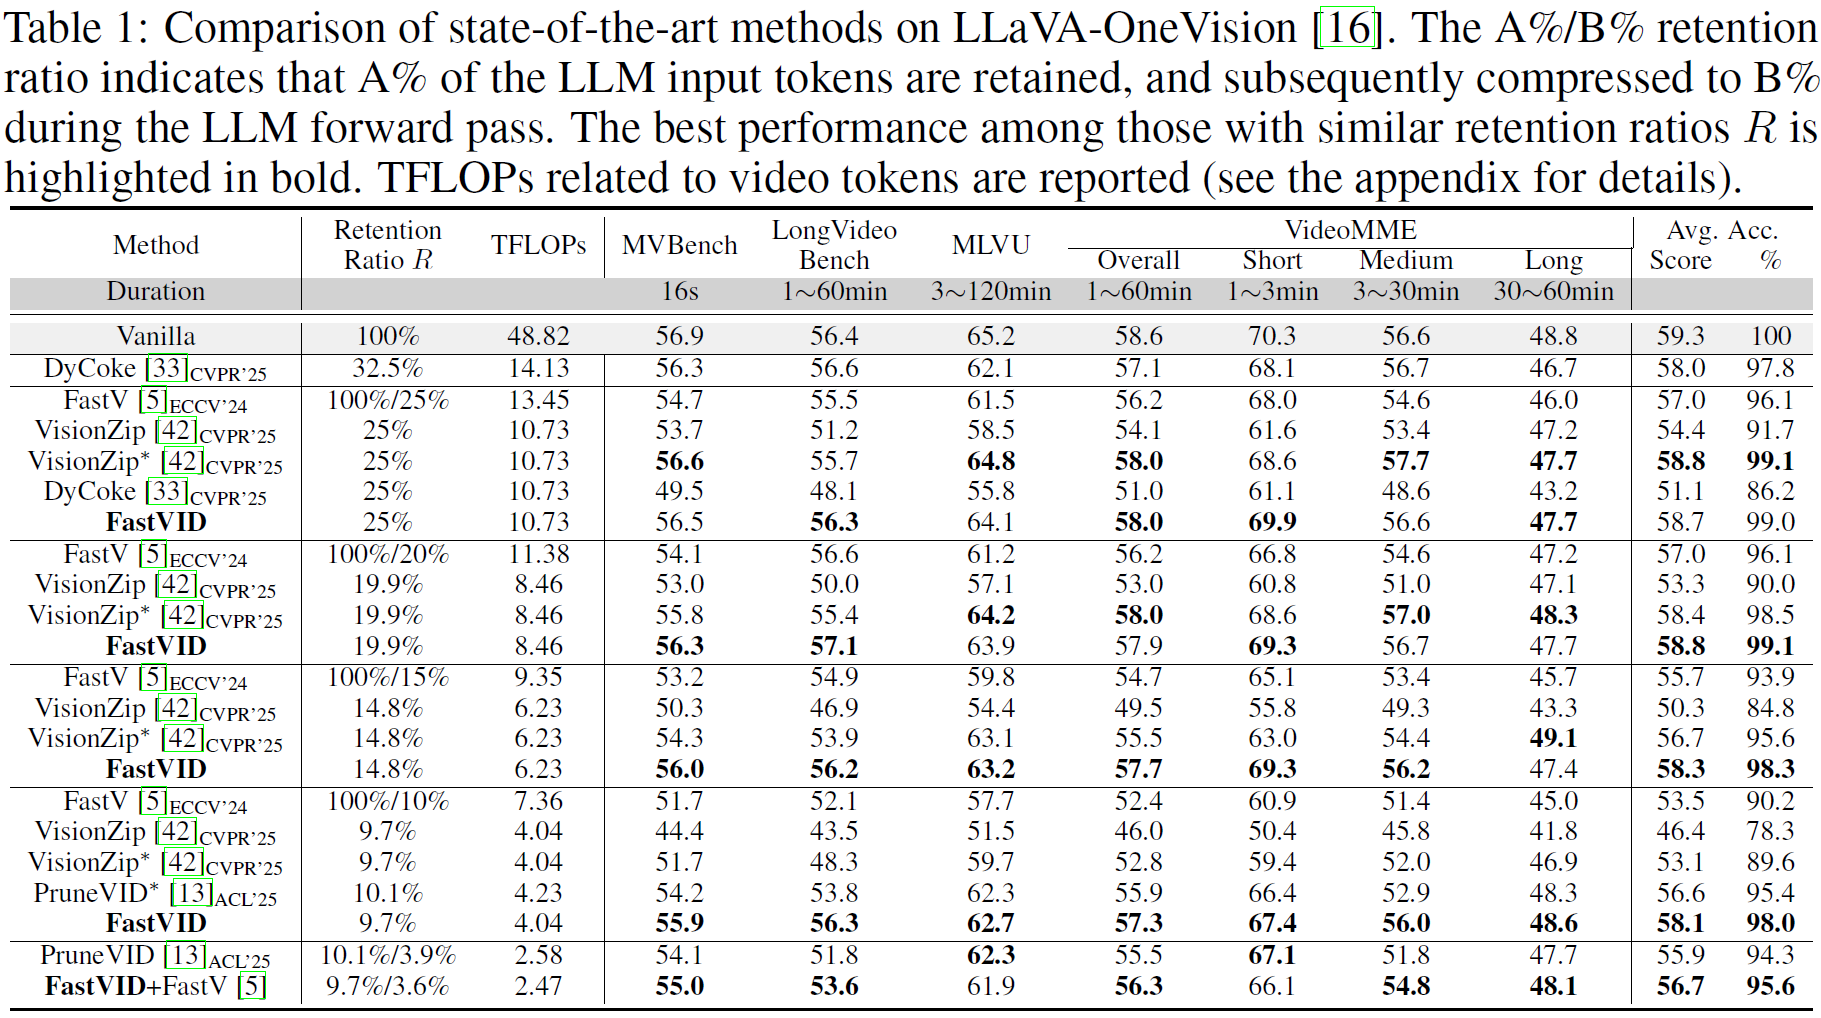 Table 1: Comparison of state-of-the-art methods on LLaVA-OneVision [16]. The A%/B% retention
ratio indicates that A% of the LLM input tokens are retained, and subsequently compressed to B%
during the LLM forward pass. The best performance among those with similar retention ratios R is
highlighted in bold. TFLOPs related to video tokens are reported (see the appendix for details).
Method Retention Ratio R TFLOPs MVBench LongVideo Bench MLVU VideoMME Avg. Acc.
Overall Short Medium Long Score %
Duration 16s 1∼60min 3∼120min 1∼60min 1∼3min 3∼30min 30∼60min
Vanilla 100% 48.82 56.9 56.4 65.2 58.6 70.3 56.6 48.8 59.3 100
DyCoke [33]CVPR'25 32.5% 14.13 56.3 56.6 62.1 57.1 68.1 56.7 46.7 58.0 97.8
FastV [5]ECCV'24 100%/25% 13.45 54.7 55.5 61.5 56.2 68.0 54.6 46.0 57.0 96.1
VisionZip [42]CVPR'25 25% 10.73 53.7 51.2 58.5 54.1 61.6 53.4 47.2 54.4 91.7
VisionZip* [42]CVPR'25 25% 10.73 56.6 55.7 64.8 58.0 68.6 57.7 47.7 58.8 99.1
DyCoke [33]CVPR'25 25% 10.73 49.5 48.1 55.8 51.0 61.1 48.6 43.2 51.1 86.2
FastVID 25% 10.73 56.5 56.3 64.1 58.0 69.9 56.6 47.7 58.7 99.0
FastV [5]ECCV'24 100%/20% 11.38 54.1 56.6 61.2 56.2 66.8 54.6 47.2 57.0 96.1
VisionZip [42]CVPR'25 19.9% 8.46 53.0 50.0 57.1 53.0 60.8 51.0 47.1 53.3 90.0
VisionZip* [42]CVPR'25 19.9% 8.46 55.8 55.4 64.2 58.0 68.6 57.0 48.3 58.4 98.5
FastVID 19.9% 8.46 56.3 57.1 63.9 57.9 69.3 56.7 47.7 58.8 99.1
FastV [5]ECCV'24 100%/15% 9.35 53.2 54.9 59.8 54.7 65.1 53.4 45.7 55.7 93.9
VisionZip [42]CVPR'25 14.8% 6.23 50.3 46.9 54.4 49.5 55.8 49.3 43.3 50.3 84.8
VisionZip* [42]CVPR'25 14.8% 6.23 54.3 53.9 63.1 55.5 63.0 54.4 49.1 56.7 95.6
FastVID 14.8% 6.23 56.0 56.2 63.2 57.7 69.3 56.2 47.4 58.3 98.3
FastV [5]ECCV'24 100%/10% 7.36 51.7 52.1 57.7 52.4 60.9 51.4 45.0 53.5 90.2
VisionZip [42]CVPR'25 9.7% 4.04 44.4 43.5 51.5 46.0 50.4 45.8 41.8 46.4 78.3
VisionZip* [42]CVPR'25 9.7% 4.04 51.7 48.3 59.7 52.8 59.4 52.0 46.9 53.1 89.6
PruneVID* [13]ACL'25 10.1% 4.23 54.2 53.8 62.3 55.9 66.4 52.9 48.3 56.6 95.4
FastVID 9.7% 4.04 55.9 56.3 62.7 57.3 67.4 56.0 48.6 58.1 98.0
PruneVID [13]ACL'25 10.1%/3.9% 2.58 54.1 51.8 62.3 55.5 67.1 51.8 47.7 55.9 94.3
FastVID+FastV [5] 9.7%/3.6% 2.47 55.0 53.6 61.9 56.3 66.1 54.8 48.1 56.7 95.6